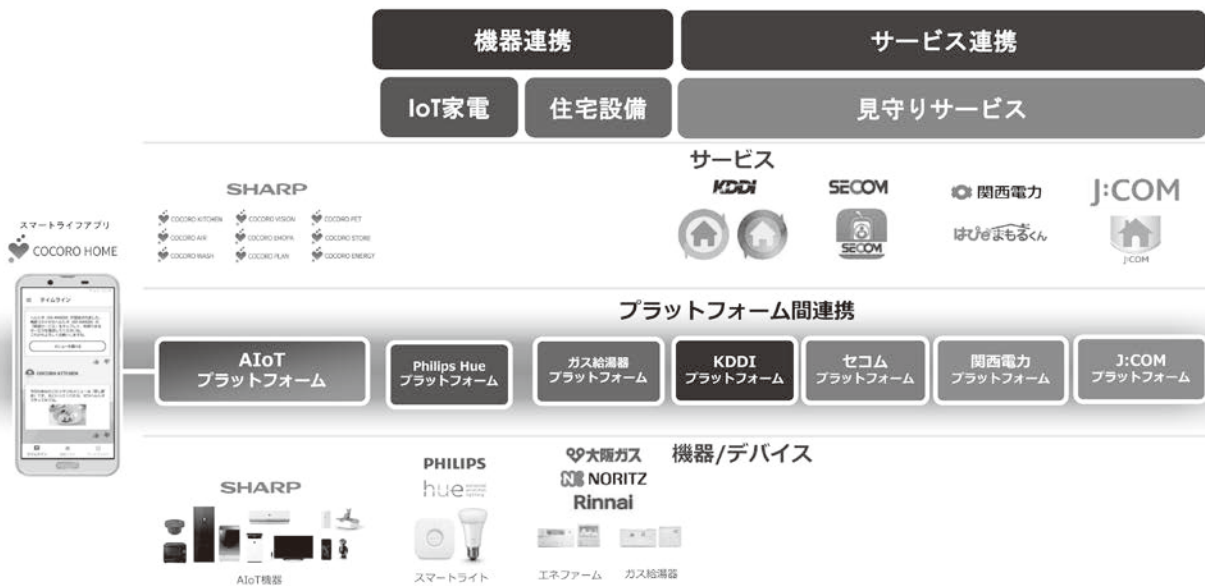 機器連携
サービス連携
IoT家電
住宅設備
見守りサービス
サービス
SHARP
KDDI
SECOM
関西電力
J:COM
COCORO KITCHEN
COCORO VISION
COCORO PET
COCORO AIR
COCORO EHOPA
COCORO STORE
COCORO WASH
COCORO PLAN
COCORO ENERGY
SECOM
はぴeまもるくん
J:COM
スマートライフアプリ
COCORO HOME
タイムライン
COCORO KITCHEN
プラットフォーム間連携
AIoT
プラットフォーム
Philips Hue
プラットフォーム
ガス給湯器
プラットフォーム
KDDI
プラットフォーム
セコム
プラットフォーム
関西電力
プラットフォーム
J:COM
プラットフォーム
機器/デバイス
SHARP
AIoT機器
PHILIPS
hue
スマートライト
大阪ガス
NORITZ
Rinnai
エネファーム
ガス給湯器